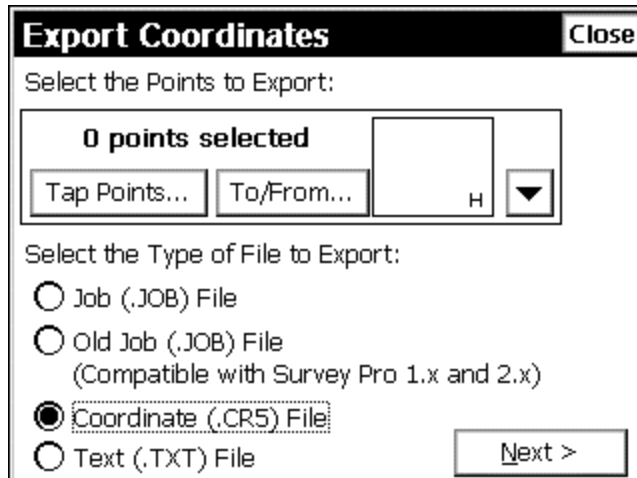 Export Coordinates Close
Select the Points to Export:
0 points selected
Tap Points... To/From... H
Select the Type of File to Export:
Job (.JOB) File
Old Job (.JOB) File
(Compatible with Survey Pro 1.x and 2.x)
Coordinate (.CR5) File
Text (.TXT) File Next >